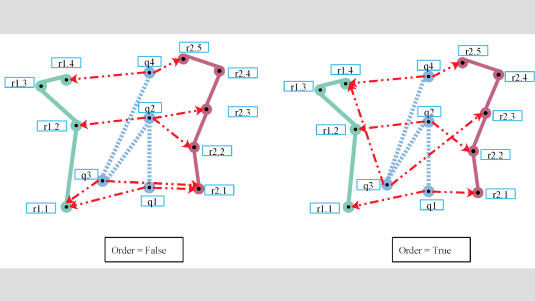 r2.5
r1.4
q4
r1.3
r2.4
q2
r2.3
r1.2
r2.2
q3
r1.1
q1
r2.1
Order = False
r2.5
r1.4
q4
r1.3
r2.4
q2
r2.3
r1.2
r2.2
q3
r1.1
q1
r2.1
Order = True